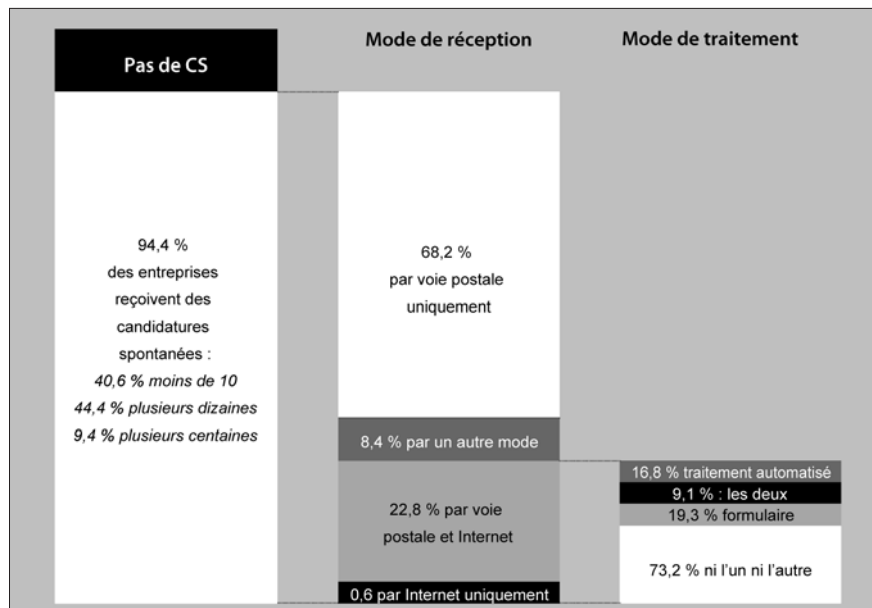 Pas de CS
94,4 %
des entreprises
reçoivent des
candidatures
spontanées :
40,6 % moins de 10
44,4 % plusieurs dizaines
9,4 % plusieurs centaines
Mode de réception
68,2 %
par voie postale
uniquement
8,4 % par un autre mode
22,8 % par voie
postale et Internet
0,6 par Internet uniquement
Mode de traitement
16,8 % traitement automatisé
9,1 % : les deux
19,3 % formulaire
73,2 % ni l'un ni l'autre